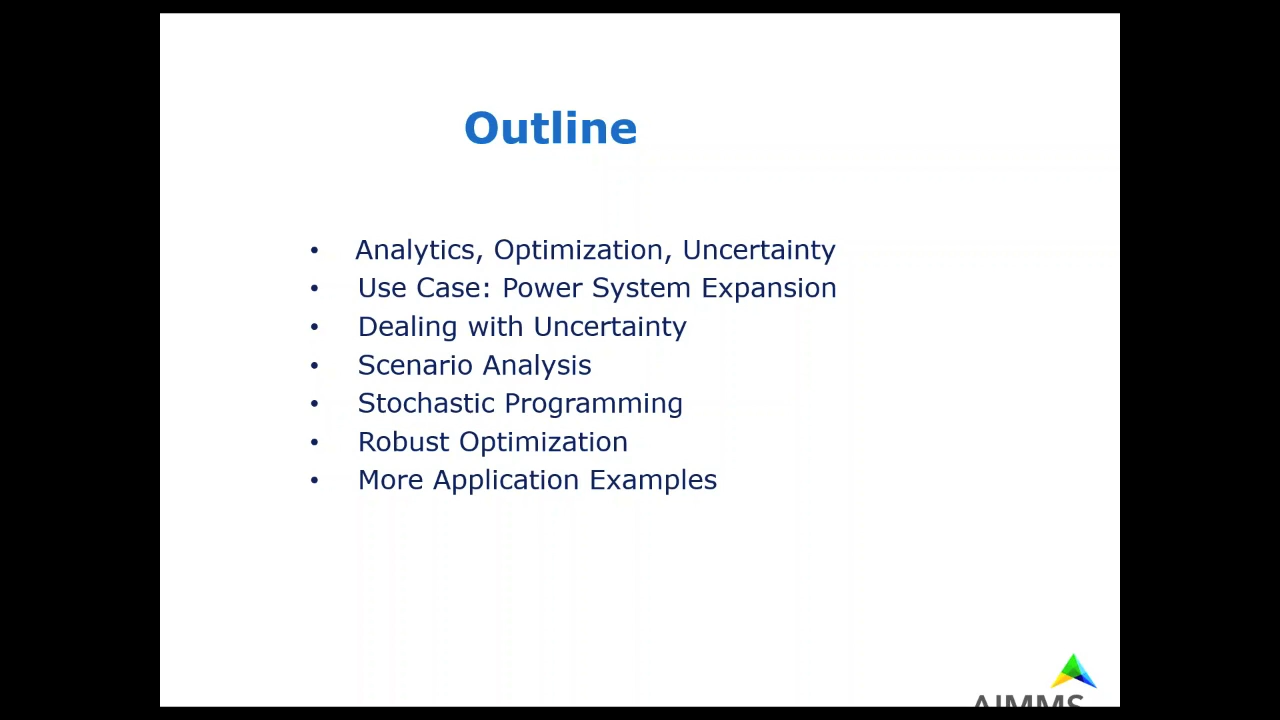 Outline
• Analytics, Optimization, Uncertainty
• Use Case: Power System Expansion
• Dealing with Uncertainty
• Scenario Analysis
• Stochastic Programming
• Robust Optimization
• More Application Examples
AIMMS